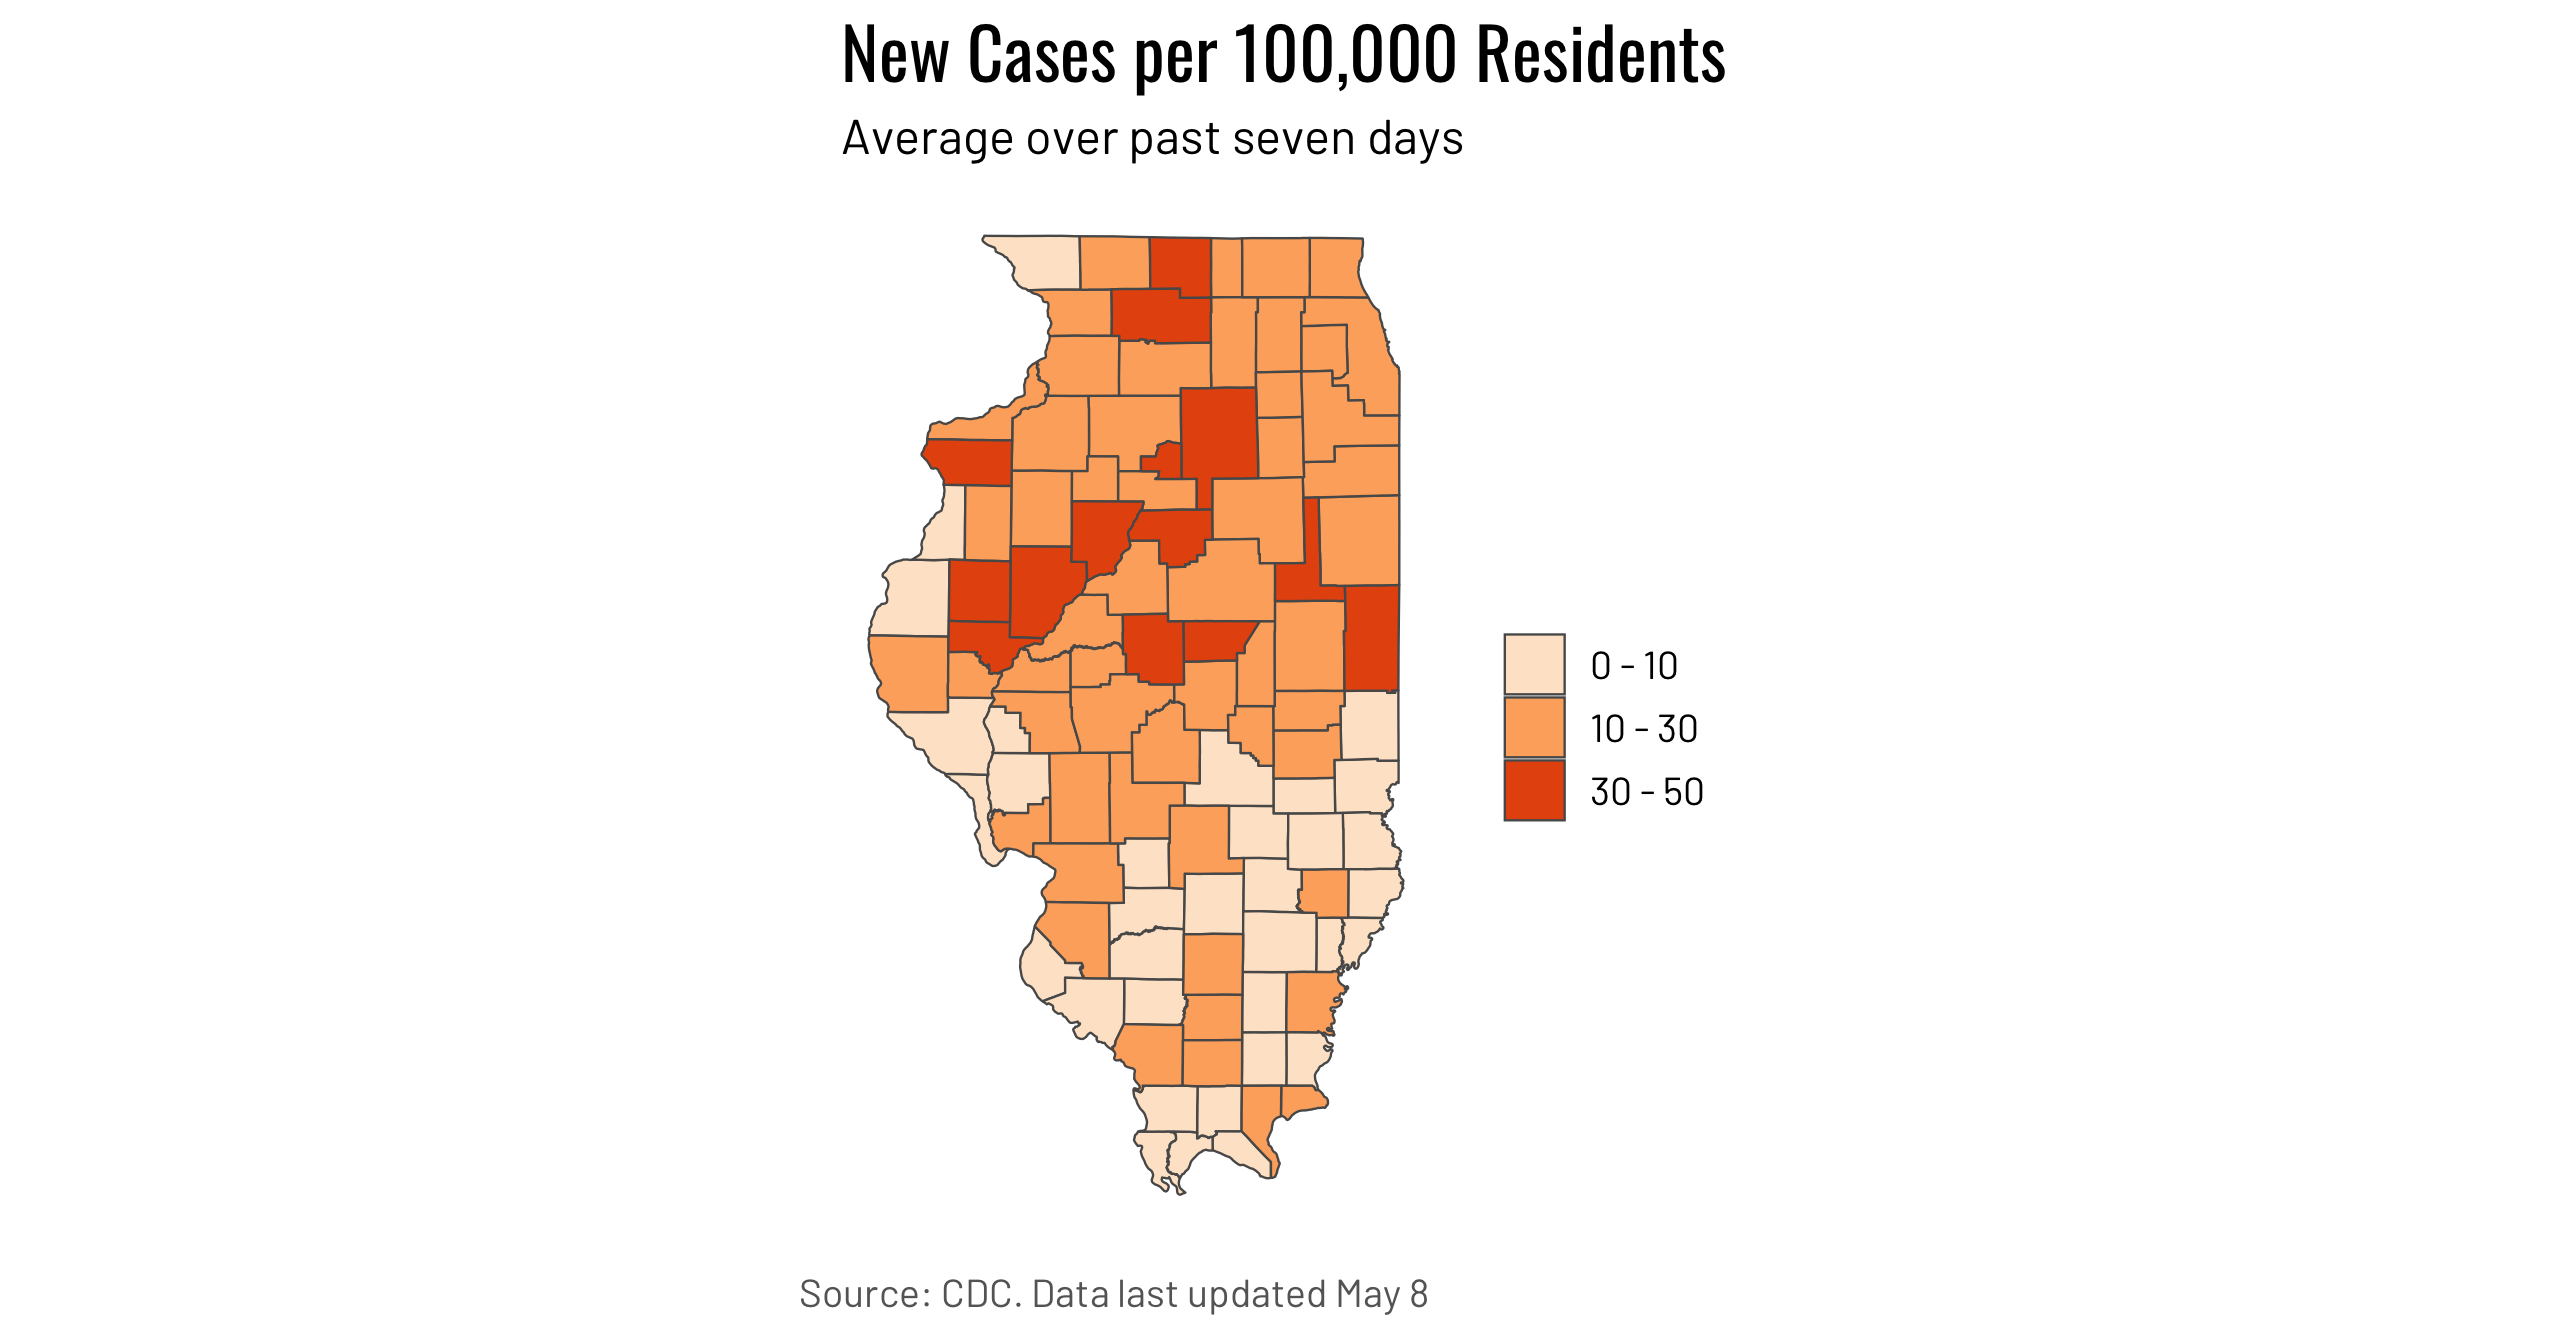 New Cases per 100,000 Residents
Average over past seven days
0 - 10
10 - 30
30 - 50
Source: CDC. Data last updated May 8